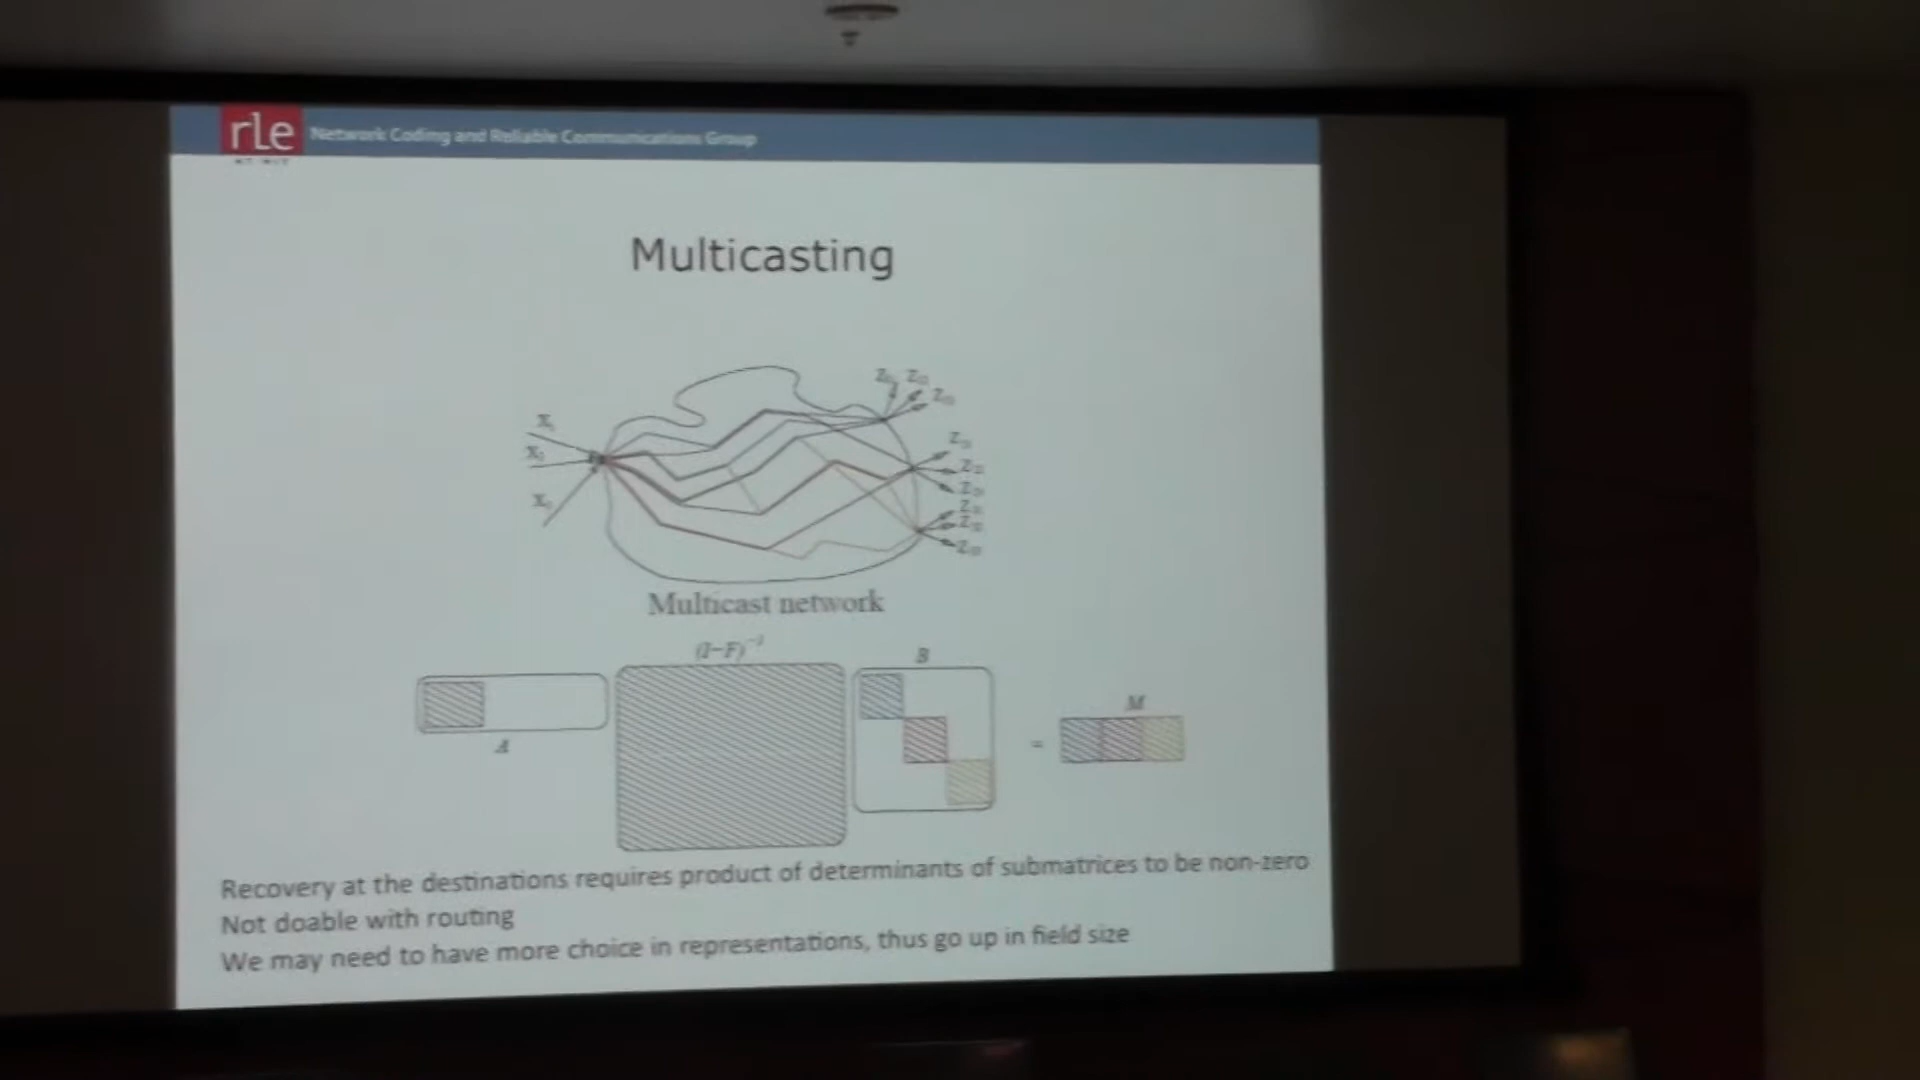 rle Network Coding and Reliable Communications Group
Multicasting
Multicast network
(I-F)⁻¹
B
M
A
=
Recovery at the destinations requires product of determinants of submatrices to be non-zero
Not doable with routing
We may need to have more choice in representations, thus go up in field size